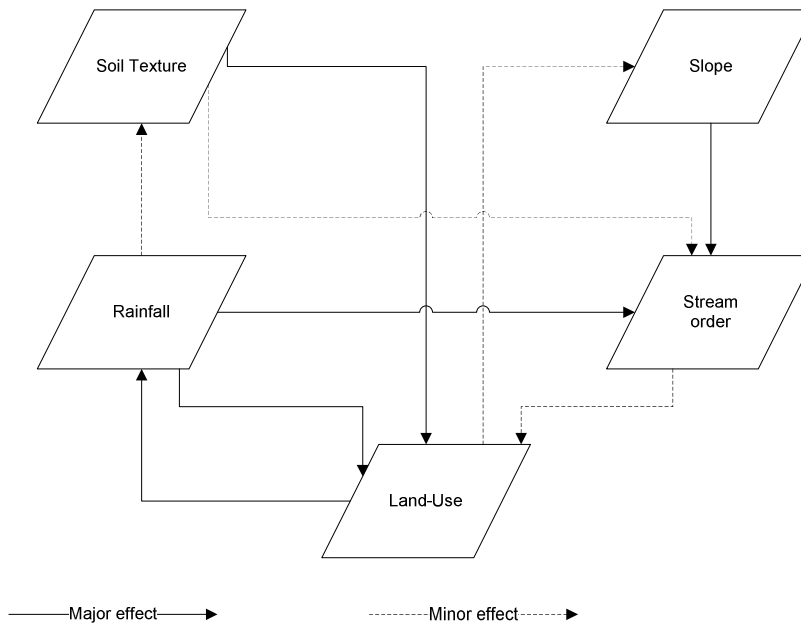 Soil Texture
Slope
Rainfall
Stream
order
Land-Use
Major effect
Minor effect